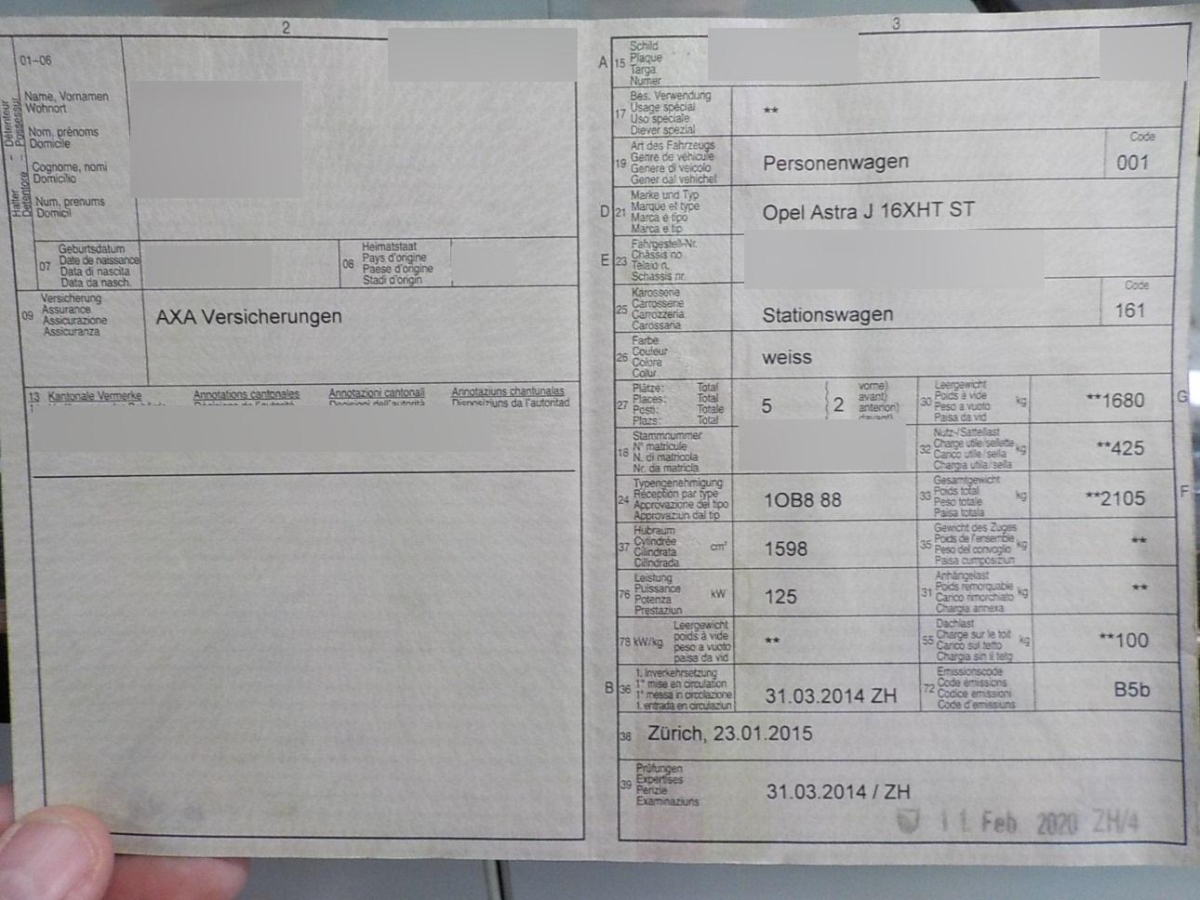 2
01-06
Name, Vornamen
Wohnort
Nom, prénoms
Domicile
Cognome, nomi
Domicilio
Num, prenums
Domicil
Halter - Détenteur
Detentore - Possessur
07
Geburtsdatum
Date de naissance
Data di nascita
Data da nasch.
08
Heimatstaat
Pays d'origine
Paese d'origine
Stadi d'origin
09
Versicherung
Assurance
Assicurazione
Assicuranza
AXA Versicherungen
13 Kantonale Vermerke Annotations cantonales Annotazioni cantonali Annotaziuns chantunalas
3
A 15
Schild
Plaque
Targa
Numer
17
Bes. Verwendung
Usage spécial
Uso speciale
Diever spezial
**
19
Art des Fahrzeugs
Genre de véhicule
Genere di veicolo
Gener dal vehichel
Personenwagen
Code
001
D 21
Marke und Typ
Marque et type
Marca e tipo
Marca e tip
Opel Astra J 16XHT ST
E 23
Fahrgestell-Nr.
Châssis no
Telaio n.
Schassis nr.
25
Karosserie
Carrosserie
Carrozzeria
Carossaria
Stationswagen
Code
161
26
Farbe
Couleur
Colore
Colur
weiss
27
Plätze: Total
Places: Total
Posti: Totale
Plazs: Total
5 { 2
vorne)
avant)
anteriori)
30
Leergewicht
Poids à vide
Peso a vuoto
Paisa da vid
kg
**1680
G
18
Stammnummer
N° matricule
N. di matricola
Nr. da matricla
32
Nutz-/Sattellast
Charge utile/sellette
Carico utile/sella
Chargia utila/sella
kg
**425
24
Typengenehmigung
Réception par type
Approvazione del tipo
Approvaziun dal tip
1OB8 88
33
Gesamtgewicht
Poids total
Peso totale
Paisa totala
kg
**2105
F
37
Hubraum
Cylindrée
Cilindrata
Cilindrada
cm³
1598
35
Gewicht des Zuges
Poids de l'ensemble
Peso del convoglio
Paisa cumposiziun
kg
**
76
Leistung
Puissance
Potenza
Prestaziun
kW
125
31
Anhängelast
Poids remorquable
Carico rimorchiato
Chargia annexa
kg
**
78 kW/kg
Leergewicht
poids à vide
peso a vuoto
paisa da vid
**
55
Dachlast
Charge sur le toit
Carico sul tetto
Chargia sin il tetg
kg
**100
B 36
1. Inverkehrsetzung
1re mise en circulation
1a messa in circolazione
1. entrada en circulaziun
31.03.2014 ZH
72
Emissionscode
Code émissions
Codice emissioni
Code d'emissiuns
B5b
38
Zürich, 23.01.2015
39
Prüfungen
Expertises
Perizie
Examinaziuns
31.03.2014 / ZH
11. Feb 2020 ZH/4